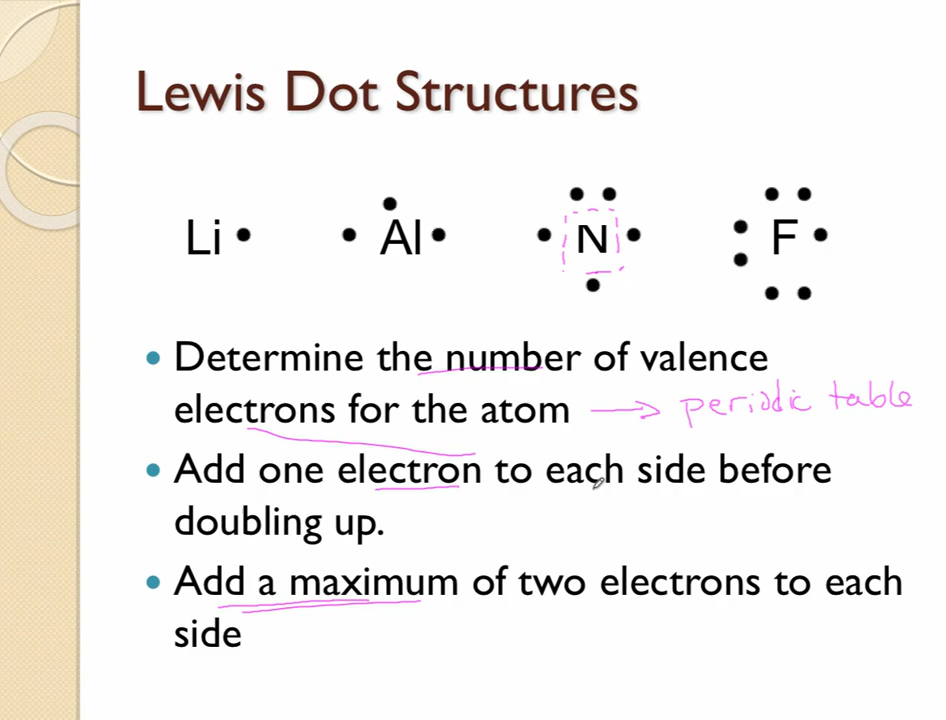 Lewis Dot Structures
Li Al N F
Determine the number of valence
electrons for the atom → periodic table
Add one electron to each side before
doubling up.
Add a maximum of two electrons to each
side